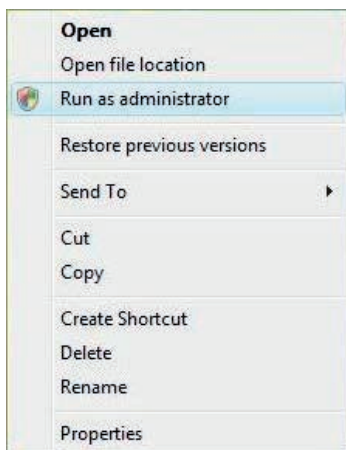 Open
Open file location
Run as administrator
Restore previous versions
Send To
Cut
Copy
Create Shortcut
Delete
Rename
Properties